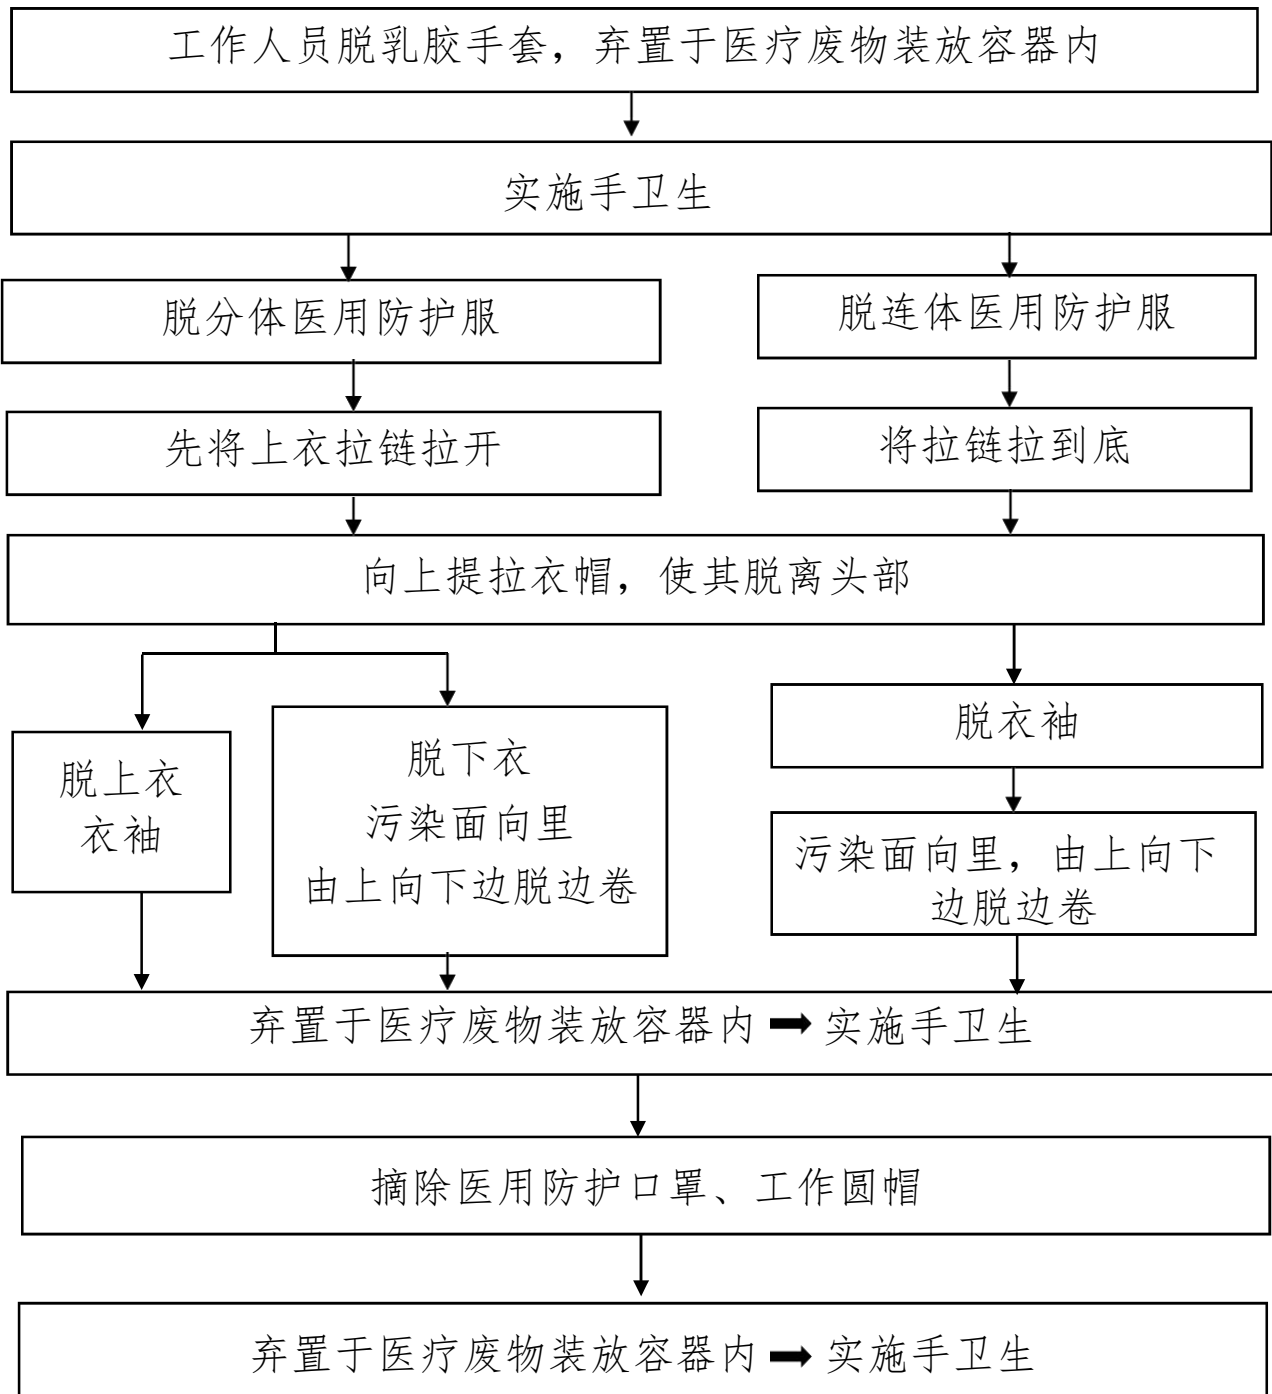 工作人员脱乳胶手套，弃置于医疗废物装放容器内
实施手卫生
脱分体医用防护服
脱连体医用防护服
先将上衣拉链拉开
将拉链拉到底
向上提拉衣帽，使其脱离头部
脱上衣
衣袖
脱下衣
污染面向里
由上向下边脱边卷
脱衣袖
污染面向里，由上向下
边脱边卷
弃置于医疗废物装放容器内➡实施手卫生
摘除医用防护口罩、工作圆帽
弃置于医疗废物装放容器内➡实施手卫生